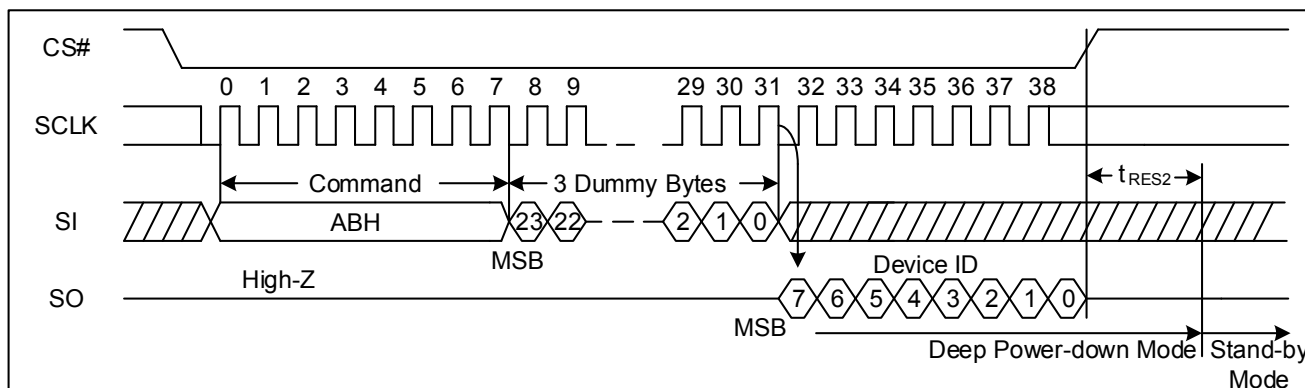 CS#
0 1 2 3 4 5 6 7 8 9 29 30 31 32 33 34 35 36 37 38
SCLK
Command 3 Dummy Bytes tRES2
SI ABH 23 22 2 1 0
MSB
High-Z Device ID
SO 7 6 5 4 3 2 1 0
MSB
Deep Power-down Mode Stand-by
Mode